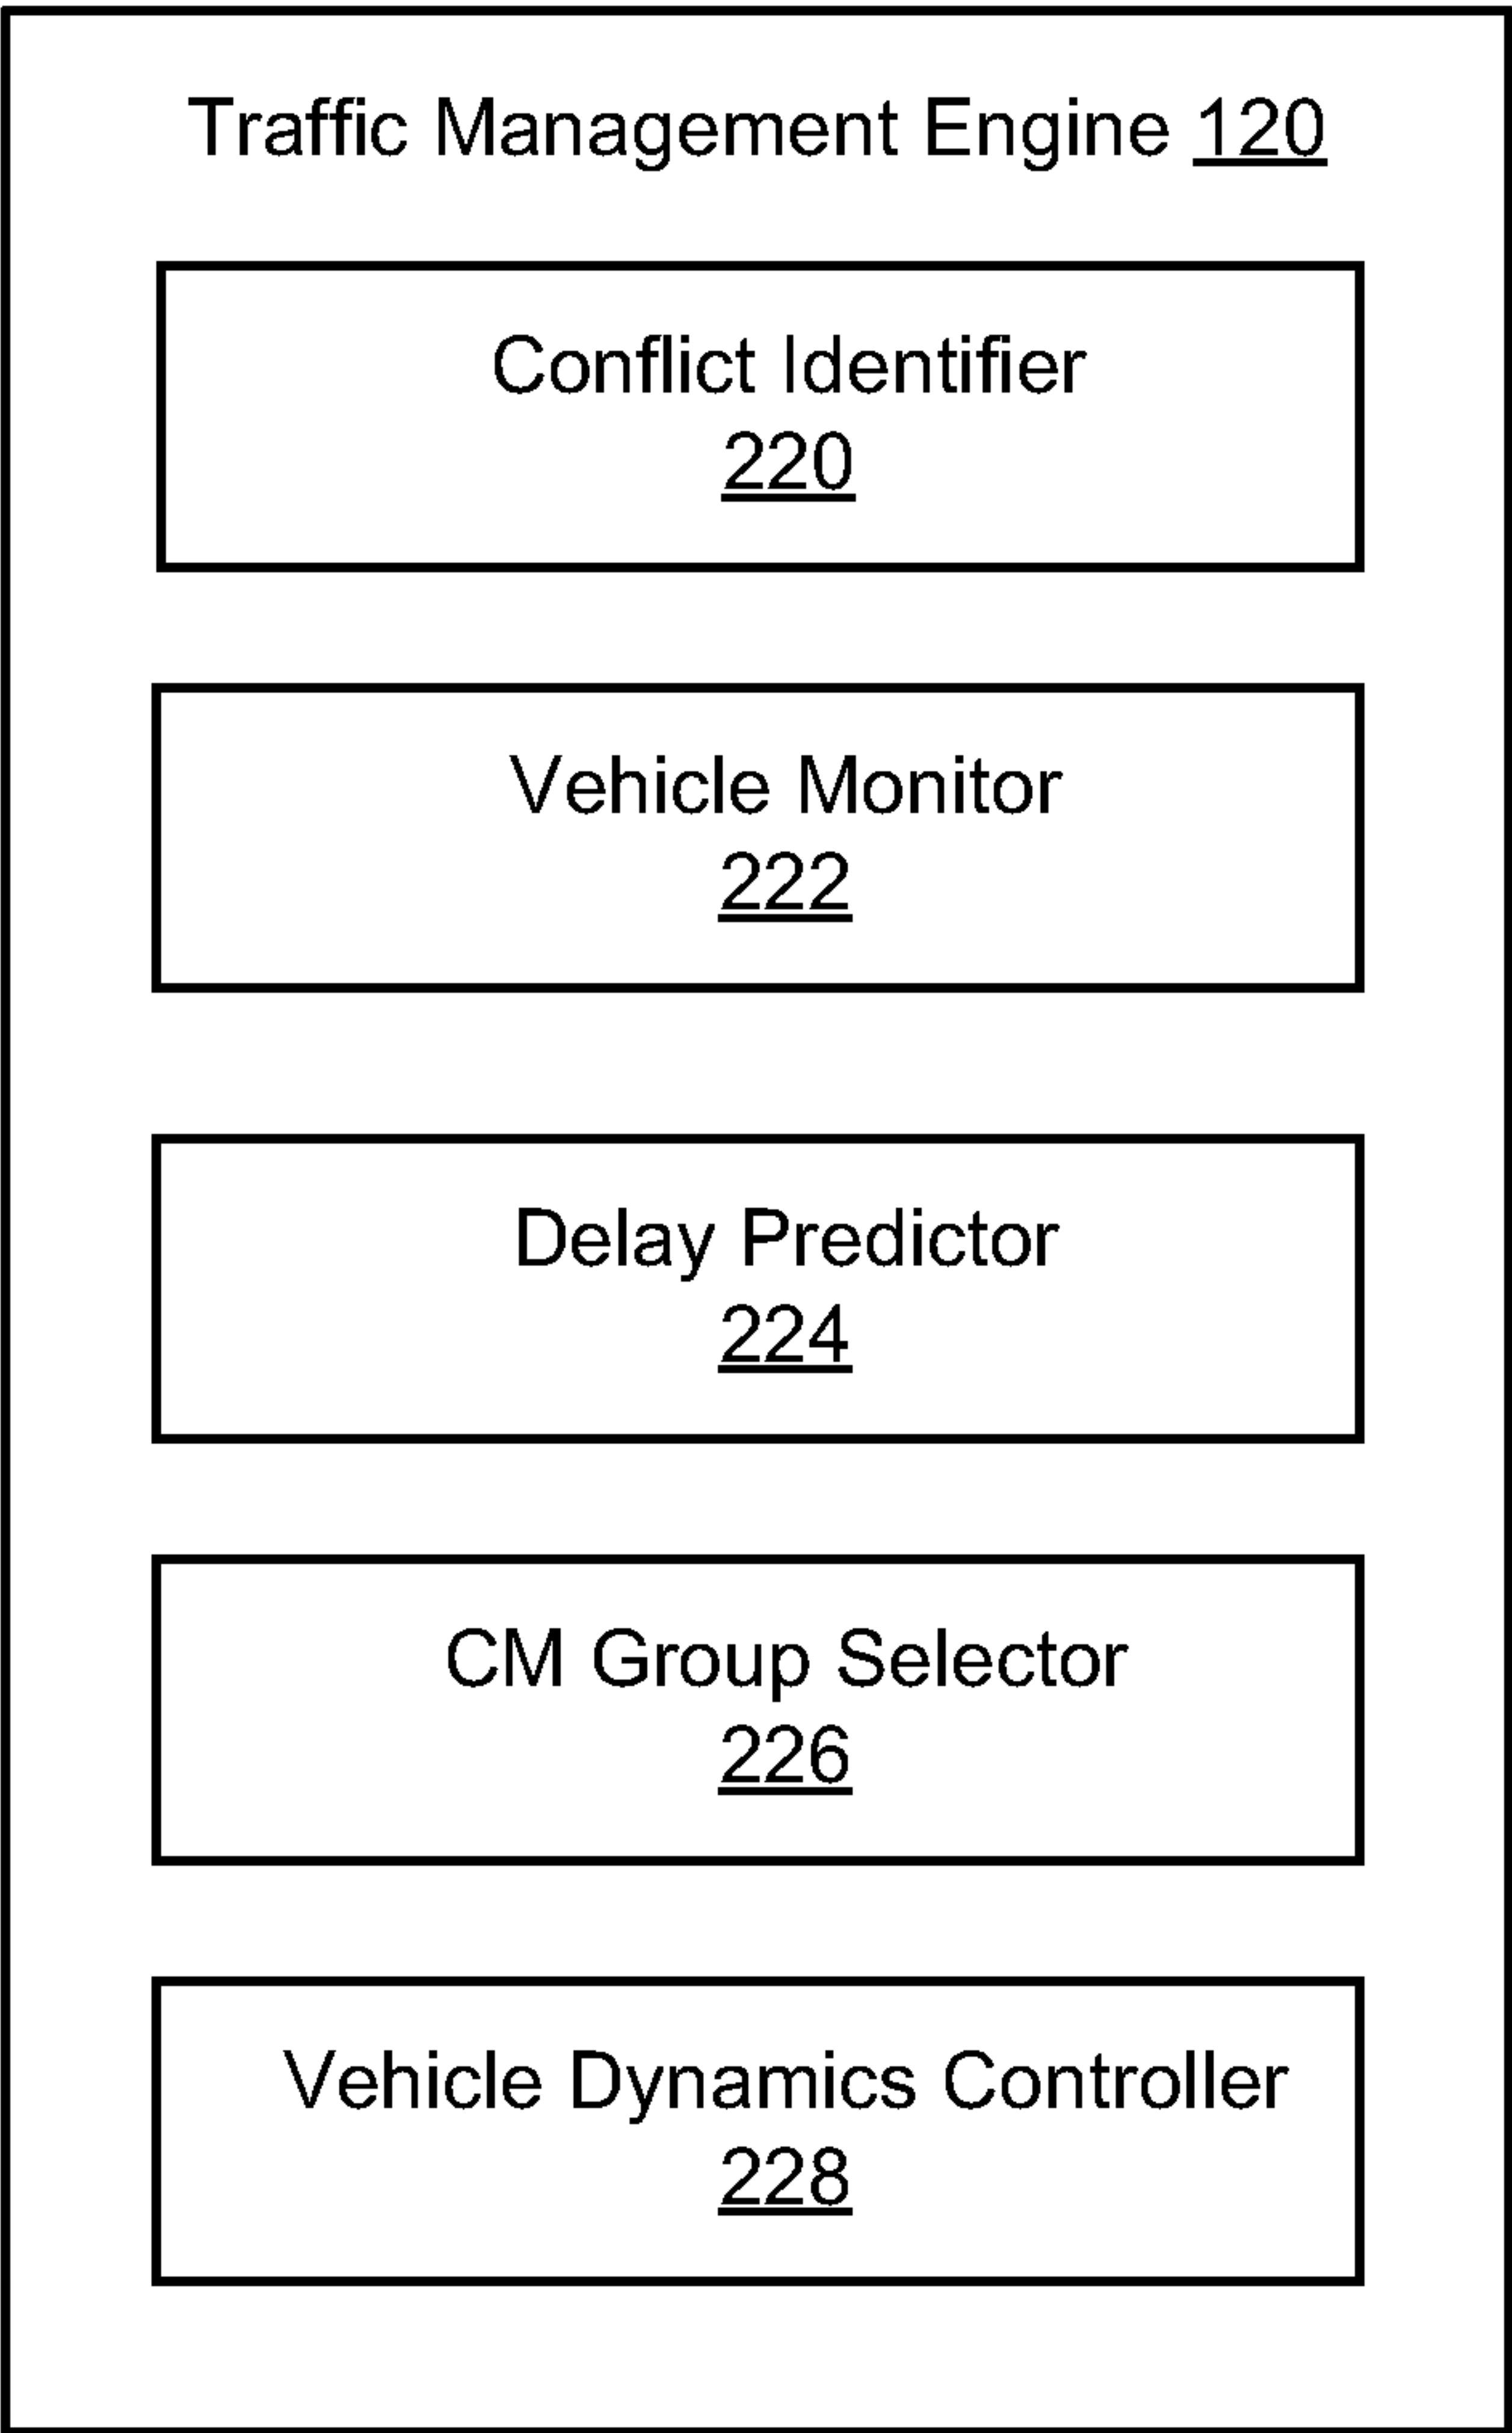 Traffic Management Engine 120
Conflict Identifier
220
Vehicle Monitor
222
Delay Predictor
224
CM Group Selector
226
Vehicle Dynamics Controller
228